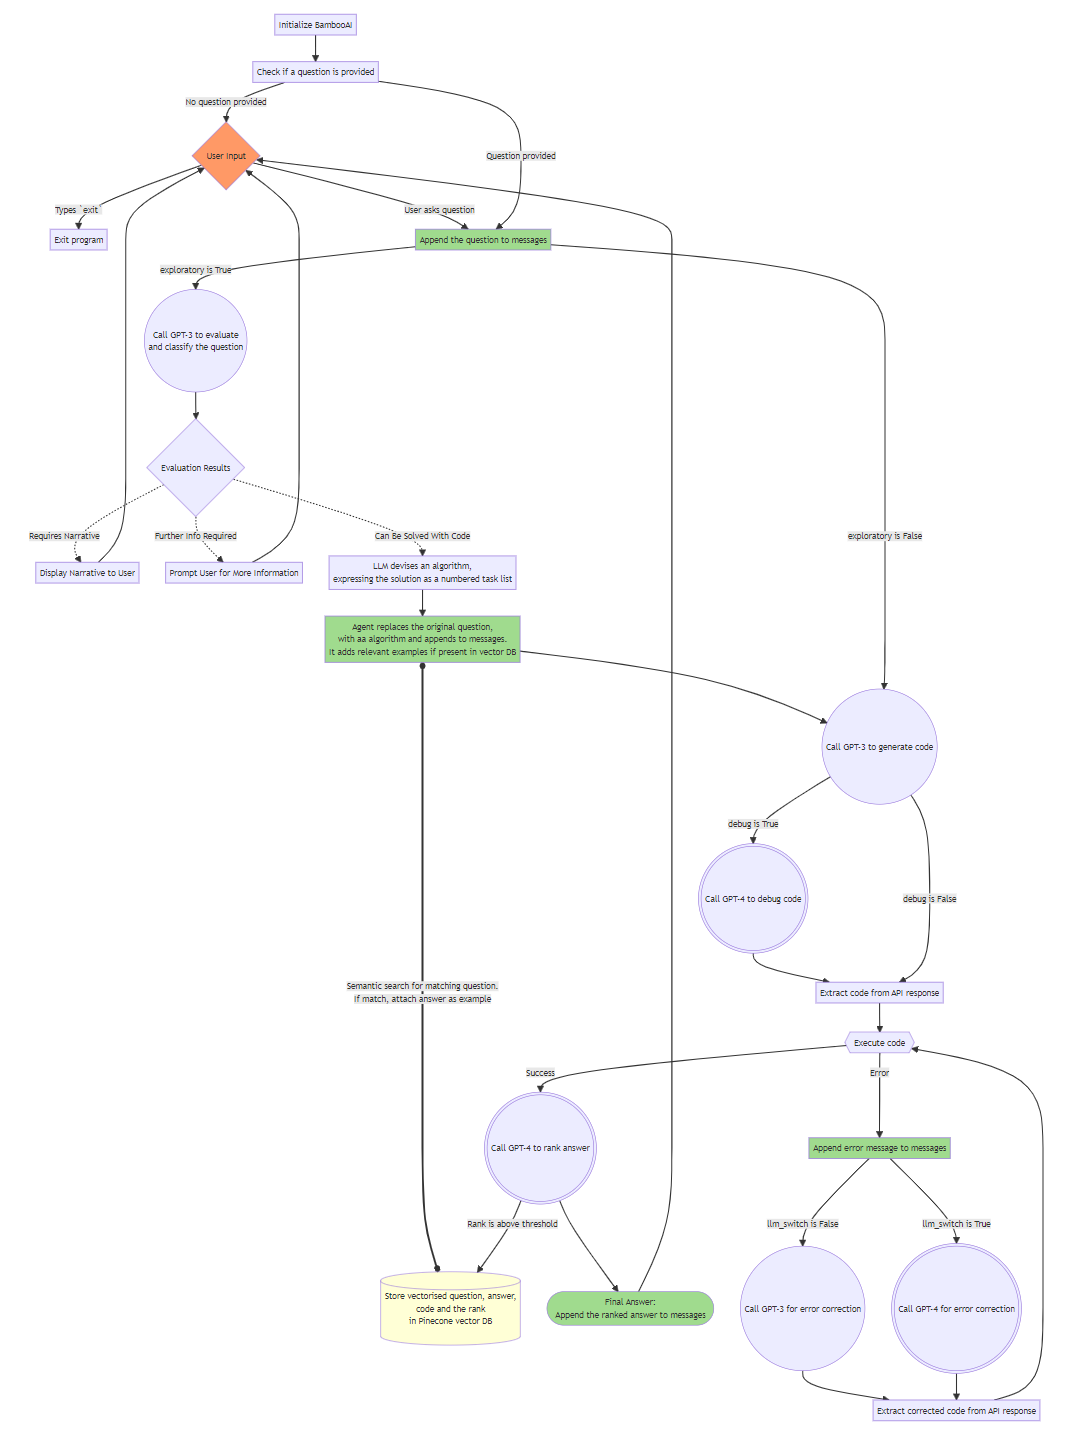 Initialize BambooAI
Check if a question is provided
No question provided
Question provided
User Input
Types `exit`
User asks question
Exit program
Append the question to messages
exploratory is True
Call GPT-3 to evaluate
and classify the question
Evaluation Results
Requires Narrative
Further Info Required
Can Be Solved With Code
exploratory is False
Display Narrative to User
Prompt User for More Information
LLM devises an algorithm,
expressing the solution as a numbered task list
Agent replaces the original question,
with aa algorithm and appends to messages.
It adds relevant examples if present in vector DB
Call GPT-3 to generate code
debug is True
Call GPT-4 to debug code
debug is False
Semantic search for matching question.
If match, attach answer as example
Extract code from API response
Execute code
Success
Error
Call GPT-4 to rank answer
Append error message to messages
Rank is above threshold
llm_switch is False
llm_switch is True
Store vectorised question, answer,
code and the rank
in Pinecone vector DB
Final Answer:
Append the ranked answer to messages
Call GPT-3 for error correction
Call GPT-4 for error correction
Extract corrected code from API response